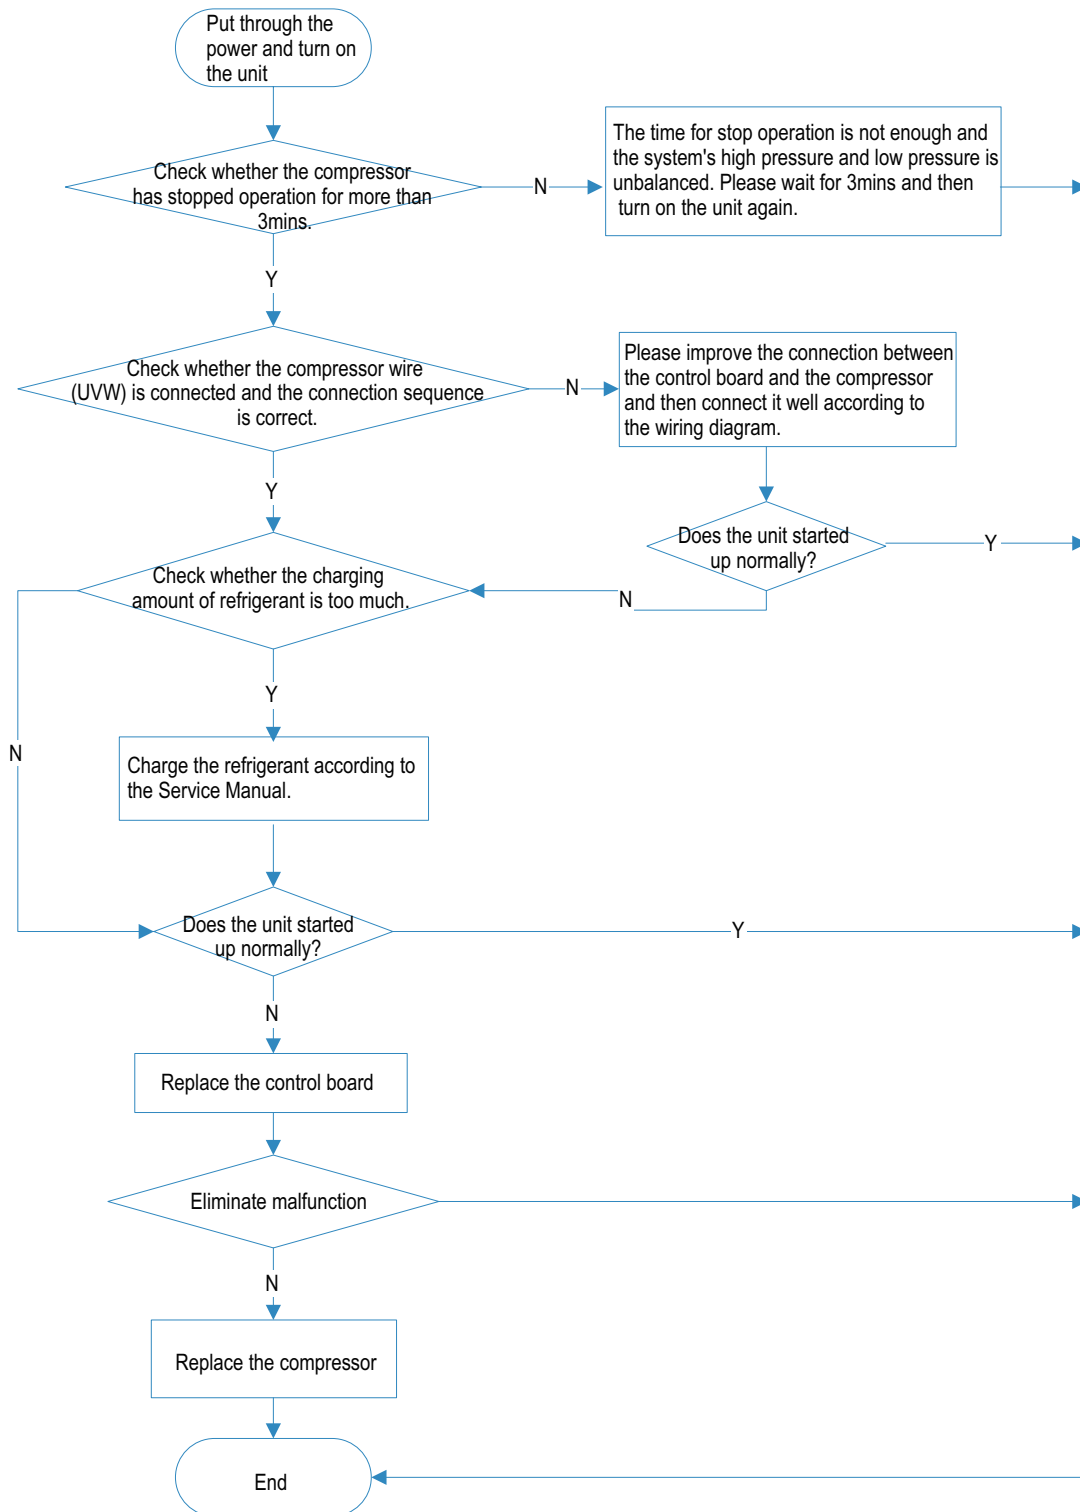 Put through the
power and turn on
the unit
Check whether the compressor
has stopped operation for more than
3mins.
N
The time for stop operation is not enough and
the system's high pressure and low pressure is
unbalanced. Please wait for 3mins and then
turn on the unit again.
Y
Check whether the compressor wire
(UVW) is connected and the connection sequence
is correct.
N
Please improve the connection between
the control board and the compressor
and then connect it well according to
the wiring diagram.
Y
Does the unit started
up normally?
Y
N
Check whether the charging
amount of refrigerant is too much.
Y
N
Charge the refrigerant according to
the Service Manual.
Does the unit started
up normally?
Y
N
Replace the control board
Eliminate malfunction
N
Replace the compressor
End